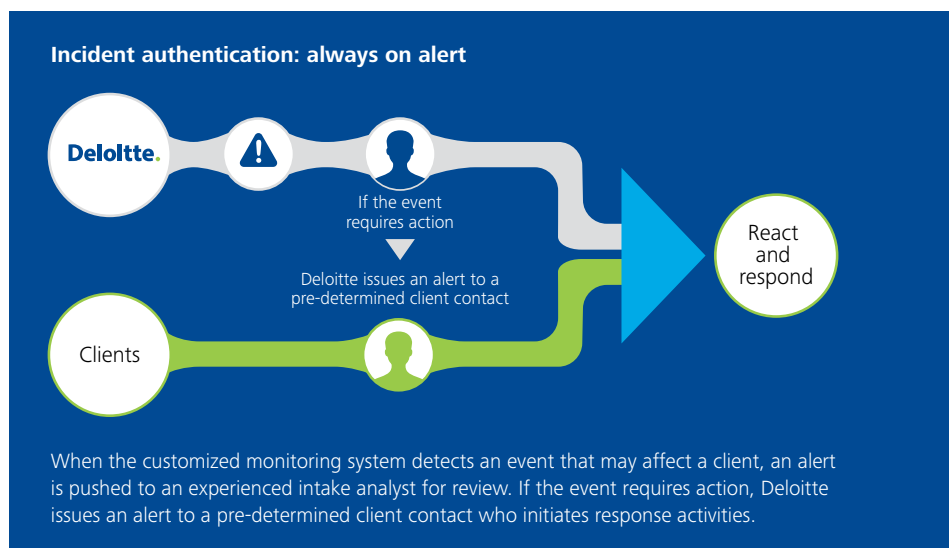 Incident authentication: always on alert
Deloitte.
If the event
requires action
Deloitte issues an alert to a
pre-determined client contact
React
and
respond
Clients
When the customized monitoring system detects an event that may affect a client, an alert
is pushed to an experienced intake analyst for review. If the event requires action, Deloitte
issues an alert to a pre-determined client contact who initiates response activities.